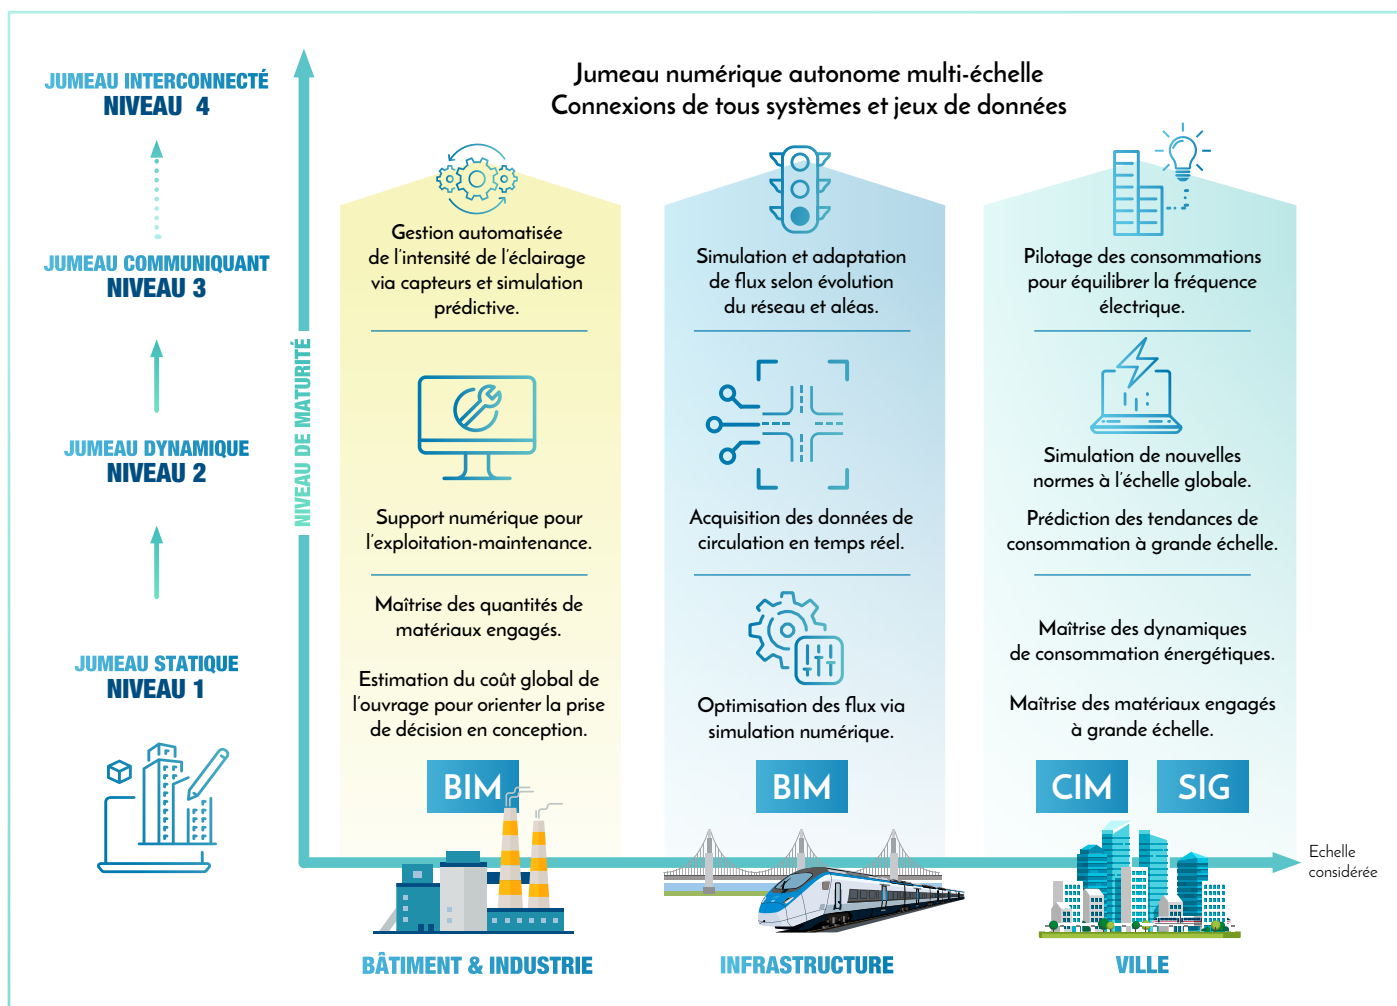 JUMEAU INTERCONNECTÉ
NIVEAU 4
JUMEAU COMMUNIQUANT
NIVEAU 3
JUMEAU DYNAMIQUE
NIVEAU 2
JUMEAU STATIQUE
NIVEAU 1
NIVEAU DE MATURITÉ
Jumeau numérique autonome multi-échelle
Connexions de tous systèmes et jeux de données
Gestion automatisée
de l'intensité de l'éclairage
via capteurs et simulation
prédictive.
Support numérique pour
l'exploitation-maintenance.
Maîtrise des quantités de
matériaux engagés.
Estimation du coût global de
l'ouvrage pour orienter la prise
de décision en conception.
BIM
BÂTIMENT & INDUSTRIE
Simulation et adaptation
de flux selon évolution
du réseau et aléas.
Acquisition des données de
circulation en temps réel.
Optimisation des flux via
simulation numérique.
BIM
INFRASTRUCTURE
Pilotage des consommations
pour équilibrer la fréquence
électrique.
Simulation de nouvelles
normes à l'échelle globale.
Prédiction des tendances de
consommation à grande échelle.
Maîtrise des dynamiques
de consommation énergétiques.
Maîtrise des matériaux engagés
à grande échelle.
CIM
SIG
VILLE
Echelle
considérée